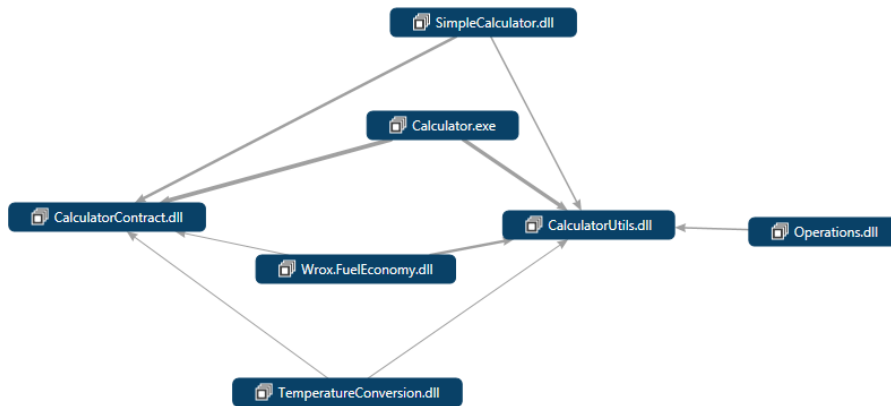 SimpleCalculator.dll
Calculator.exe
CalculatorContract.dll
CalculatorUtils.dll
Operations.dll
Wrox.FuelEconomy.dll
TemperatureConversion.dll